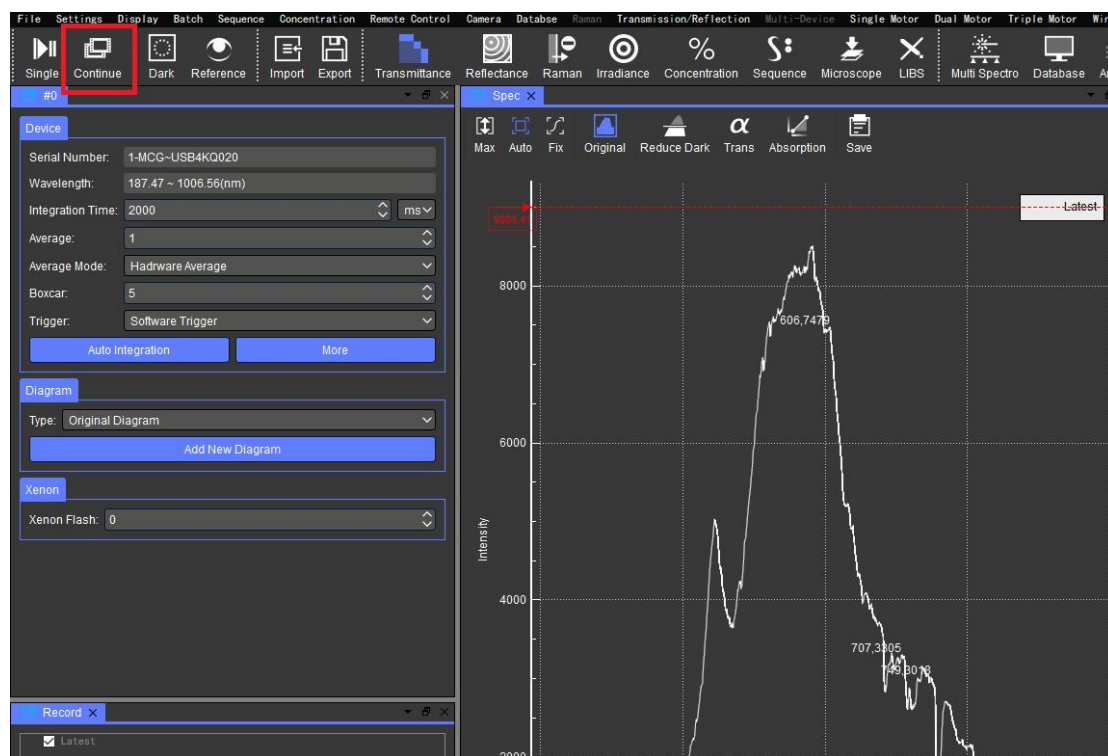 File Settings Display Batch Sequence Concentration Remote Control Camera Databse Raman Transmission/Reflection Multi-Device Single Motor Dual Motor Triple Motor
Single Continue Dark Reference Import Export Transmittance Reflectance Raman Irradiance Concentration Sequence Microscope LIBS Multi Spectro Database
#0
Spec
Device
Max Auto Fix Original Reduce Dark Trans Absorption Save
Serial Number: 1-MCG~USB4KQ020
Wavelength: 187.47 ~ 1006.56(nm)
Integration Time: 2000 ms
Latest
9003.41
Average: 1
Average Mode: Hadrware Average
8000
Boxcar: 5
Trigger: Software Trigger
606,7479
Auto Integration More
Diagram
Type: Original Diagram
6000
Add New Diagram
Xenon
Xenon Flash: 0
Intensity
4000
707,3305
749,3018
Record
Latest
2000